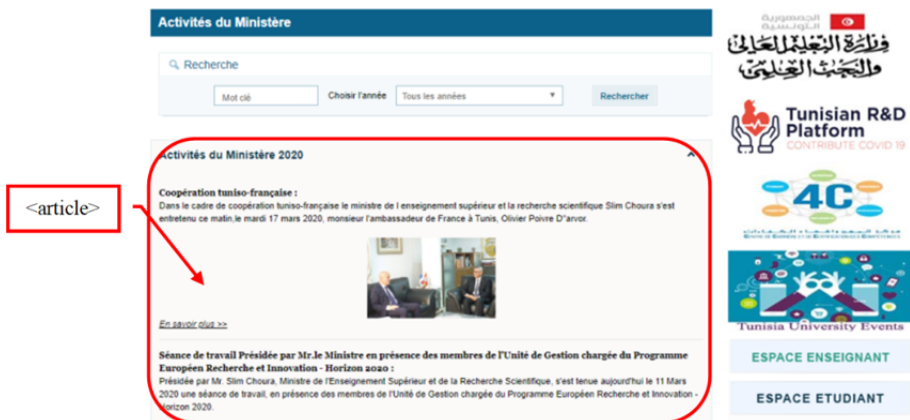 Activités du Ministère
Recherche
Mot clé
Choisir l'année
Tous les années
Rechercher
Activités du Ministère 2020
Coopération tuniso-française :
Dans le cadre de coopération tuniso-française le ministre de l enseignement supérieur et la recherche scientifique Slim Choura s'est
entretenu ce matin,le mardi 17 mars 2020, monsieur l'ambassadeur de France à Tunis, Olivier Poivre D"arvor.
En savoir plus >>
Séance de travail Présidée par Mr.le Ministre en présence des membres de l'Unité de Gestion chargée du Programme
Européen Recherche et Innovation - Horizon 2020 :
Présidée par Mr. Slim Choura, Ministre de l'Enseignement Supérieur et de la Recherche Scientifique, s'est tenue aujourd'hui le 11 Mars
2020 une séance de travail, en présence des membres de l'Unité de Gestion chargée du Programme Européen Recherche et Innovation -
Horizon 2020.
<article>
الجمهورية
التونسية
وزارة التعليم العالي
والبحث العلمي
Tunisian R&D
Platform
CONTRIBUTE COVID 19
4C
Tunisia University Events
ESPACE ENSEIGNANT
ESPACE ETUDIANT